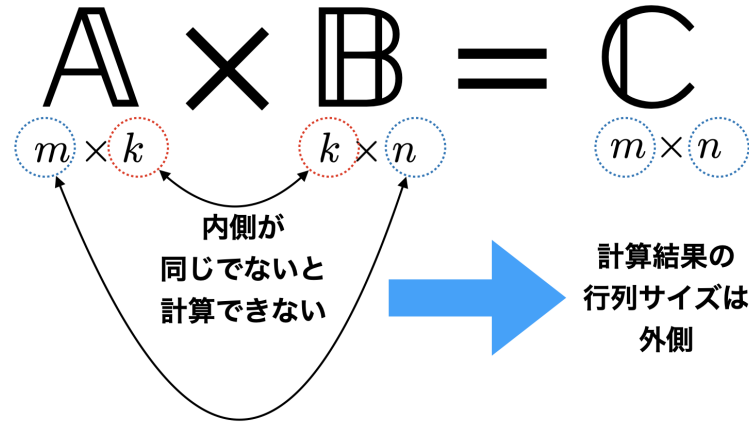 𝔸 × 𝔹 = ℂ
m × k k × n m × n
内側が
同じでないと
計算できない
計算結果の
行列サイズは
外側